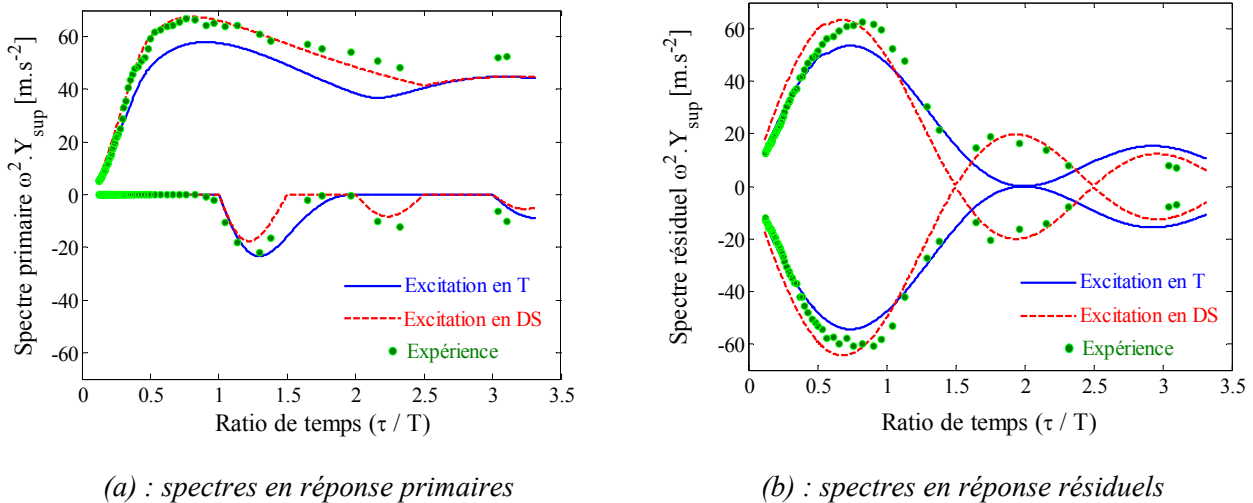 Spectre primaire ω².Y_sup [m.s⁻²]
60
40
20
0
-20
-40
-60
0
0.5
1
1.5
2
2.5
3
3.5
Excitation en T
Excitation en DS
Expérience
Ratio de temps (τ / T)
(a) : spectres en réponse primaires
Spectre résiduel ω².Y_sup [m.s⁻²]
60
40
20
0
-20
-40
-60
0
0.5
1
1.5
2
2.5
3
3.5
Excitation en T
Excitation en DS
Expérience
Ratio de temps (τ / T)
(b) : spectres en réponse résiduels